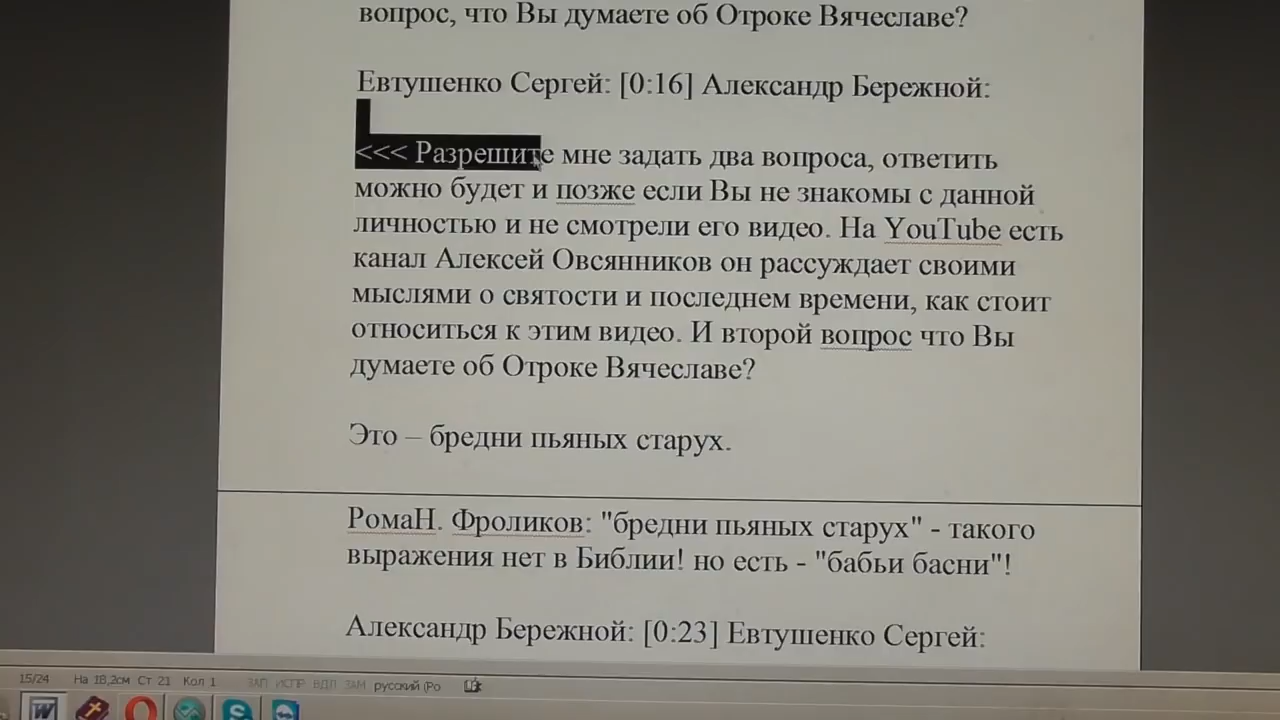 вопрос, что Вы думаете об Отроке Вячеславе?
Евтушенко Сергей: [0:16] Александр Бережной:
<<< Разрешите мне задать два вопроса, ответить
можно будет и позже если Вы не знакомы с данной
личностью и не смотрели его видео. На YouTube есть
канал Алексей Овсянников он рассуждает своими
мыслями о святости и последнем времени, как стоит
относиться к этим видео. И второй вопрос что Вы
думаете об Отроке Вячеславе?
Это – бредни пьяных старух.
РомаН. Фроликов: "бредни пьяных старух" - такого
выражения нет в Библии! но есть - "бабьи басни"!
Александр Бережной: [0:23] Евтушенко Сергей:
15/24 На 18,2см Ст 21 Кол 1 ЗАП ИСПР ВДЛ ЗАМ русский (Ро